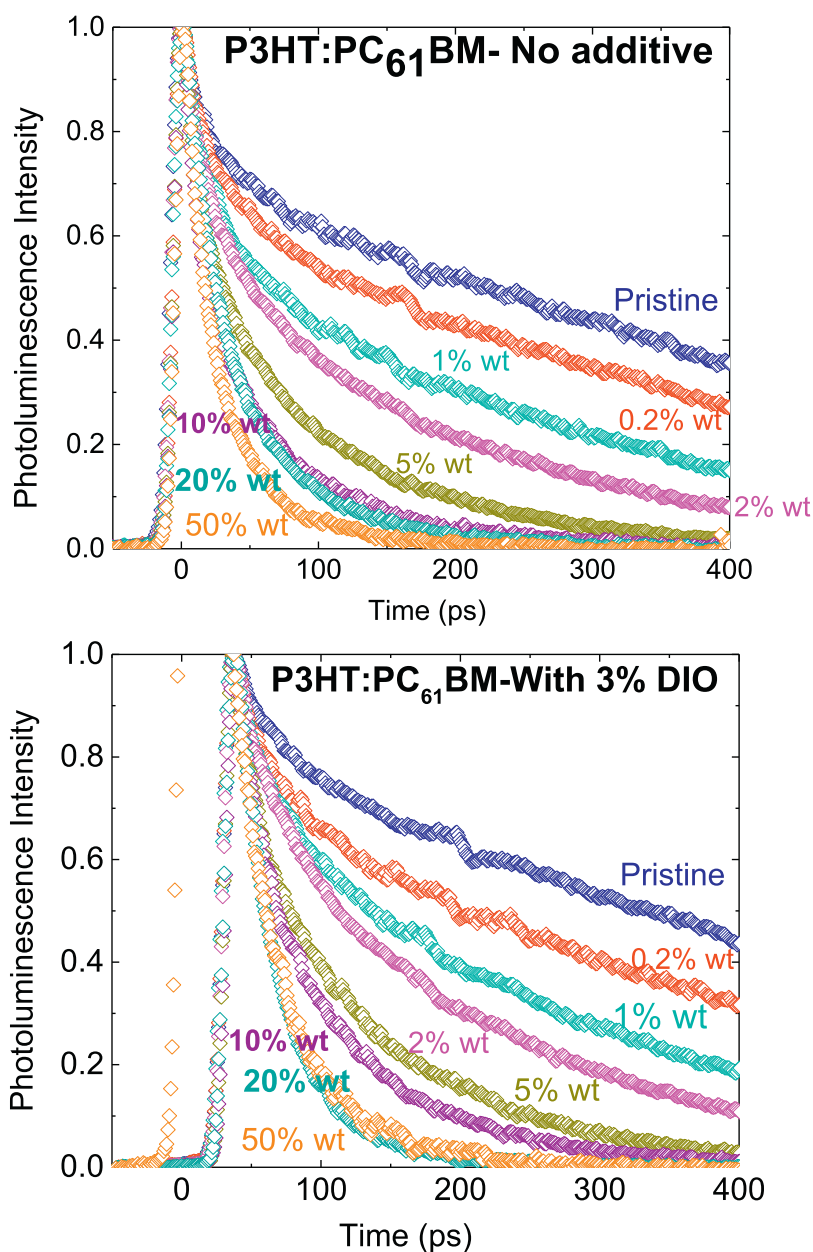 P3HT:PC61BM- No additive
1.0
0.8
0.6
0.4
0.2
0.0
Photoluminescence Intensity
Pristine
1% wt
0.2% wt
10% wt
5% wt
20% wt
2% wt
50% wt
0
100
200
300
400
Time (ps)
P3HT:PC61BM-With 3% DIO
1.0
0.8
0.6
0.4
0.2
0.0
Photoluminescence Intensity
Pristine
0.2% wt
1% wt
10% wt
2% wt
20% wt
5% wt
50% wt
0
100
200
300
400
Time (ps)